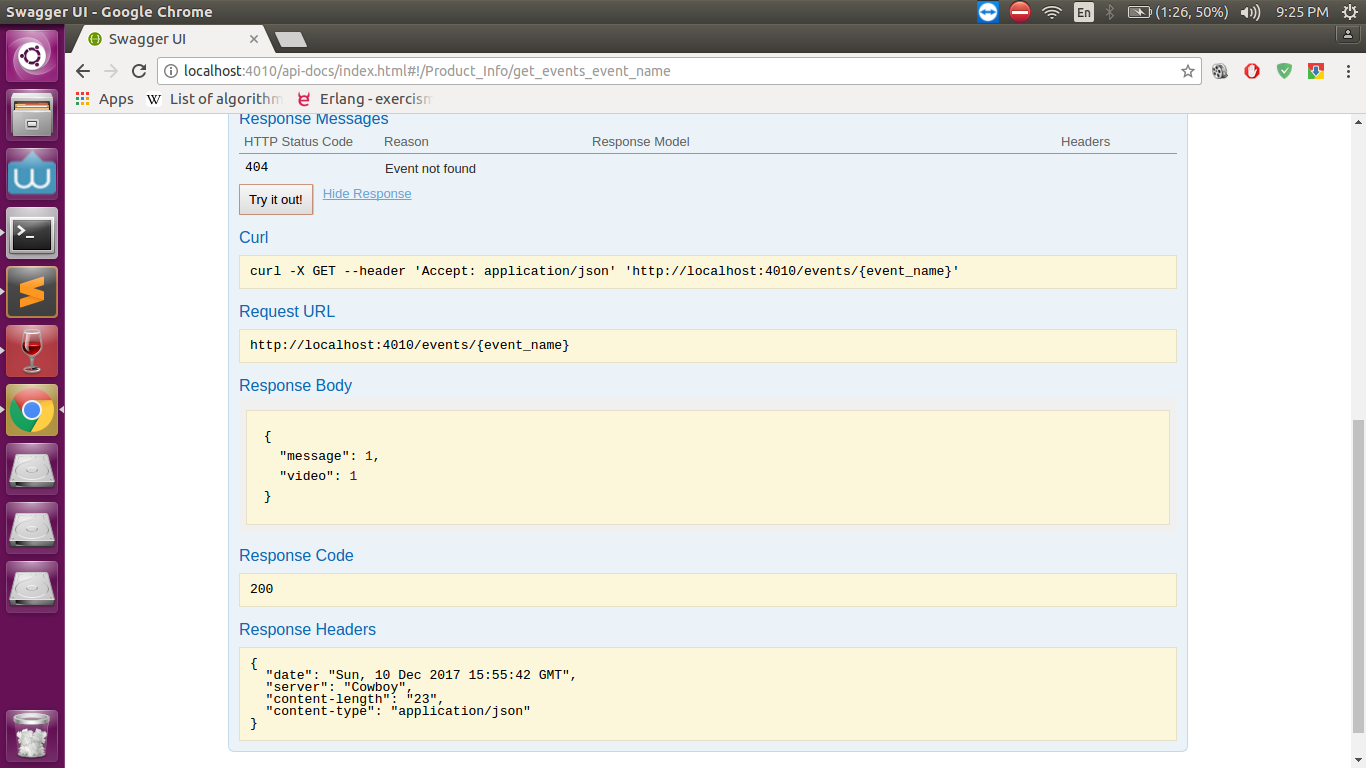 Swagger UI - Google Chrome
En
(1:26, 50%)
9:25 PM
Swagger UI
localhost:4010/api-docs/index.html#!/Product_Info/get_events_event_name
Apps
W List of algorithm
Erlang - exercism
Response Messages
HTTP Status Code Reason Response Model Headers
404 Event not found
Try it out! Hide Response
Curl
curl -X GET --header 'Accept: application/json' 'http://localhost:4010/events/{event_name}'
Request URL
http://localhost:4010/events/{event_name}
Response Body
{
"message": 1,
"video": 1
}
Response Code
200
Response Headers
{
"date": "Sun, 10 Dec 2017 15:55:42 GMT",
"server": "Cowboy",
"content-length": "23",
"content-type": "application/json"
}